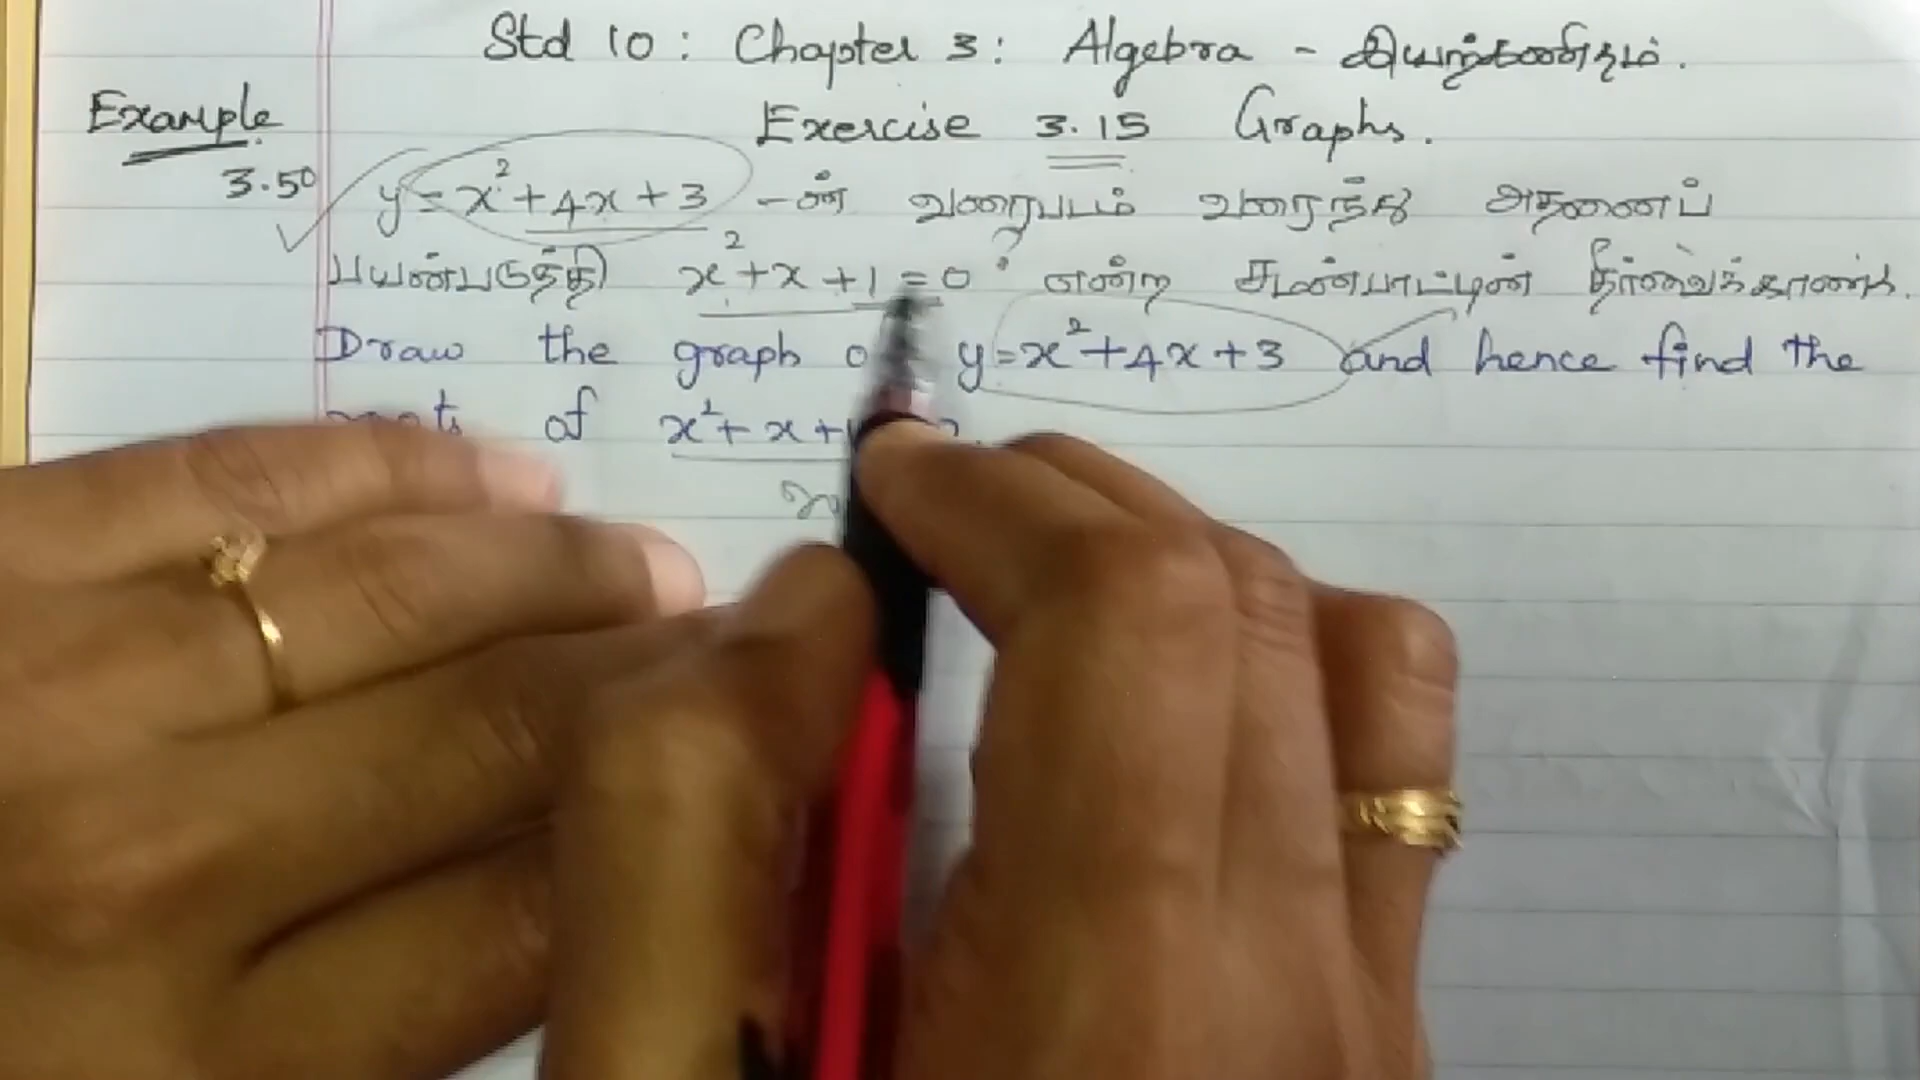 Std 10 : Chapter 3 : Algebra - இயற்கணிதம்.
Exercise 3.15 Graphs.
Example
3.50 y = x² + 4x + 3 -ன் வரைபடம் வரைந்து அதனைப்
பயன்படுத்தி x² + x + 1 = 0 என்ற சமன்பாட்டின் தீர்வைக்காண்க.
Draw the graph of y = x² + 4x + 3 and hence find the
roots of x² + x +